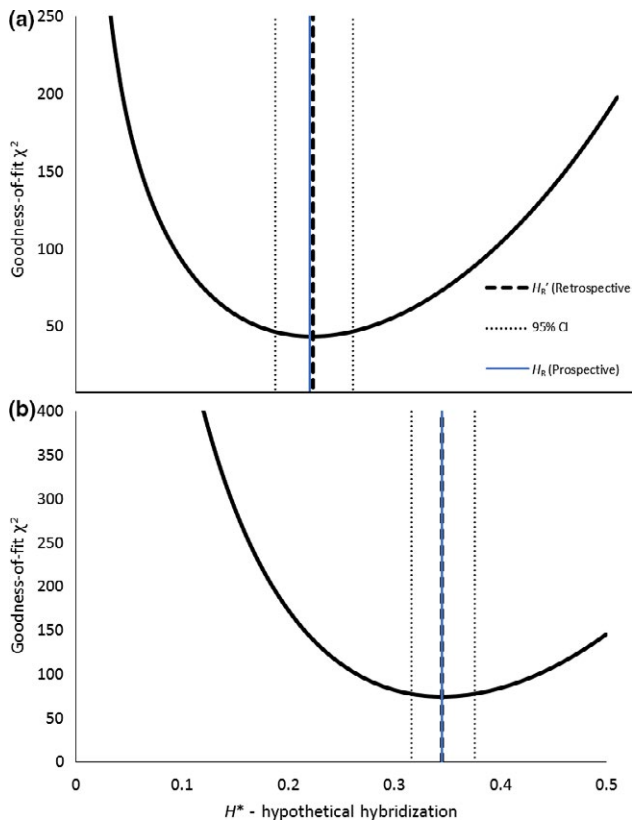 (a)
250
200
150
100
50
Goodness-of-fit χ²
H_R' (Retrospective
95% CI
H_R (Prospective)
(b)
400
350
300
250
200
150
100
50
0
Goodness-of-fit χ²
0 0.1 0.2 0.3 0.4 0.5
H* - hypothetical hybridization